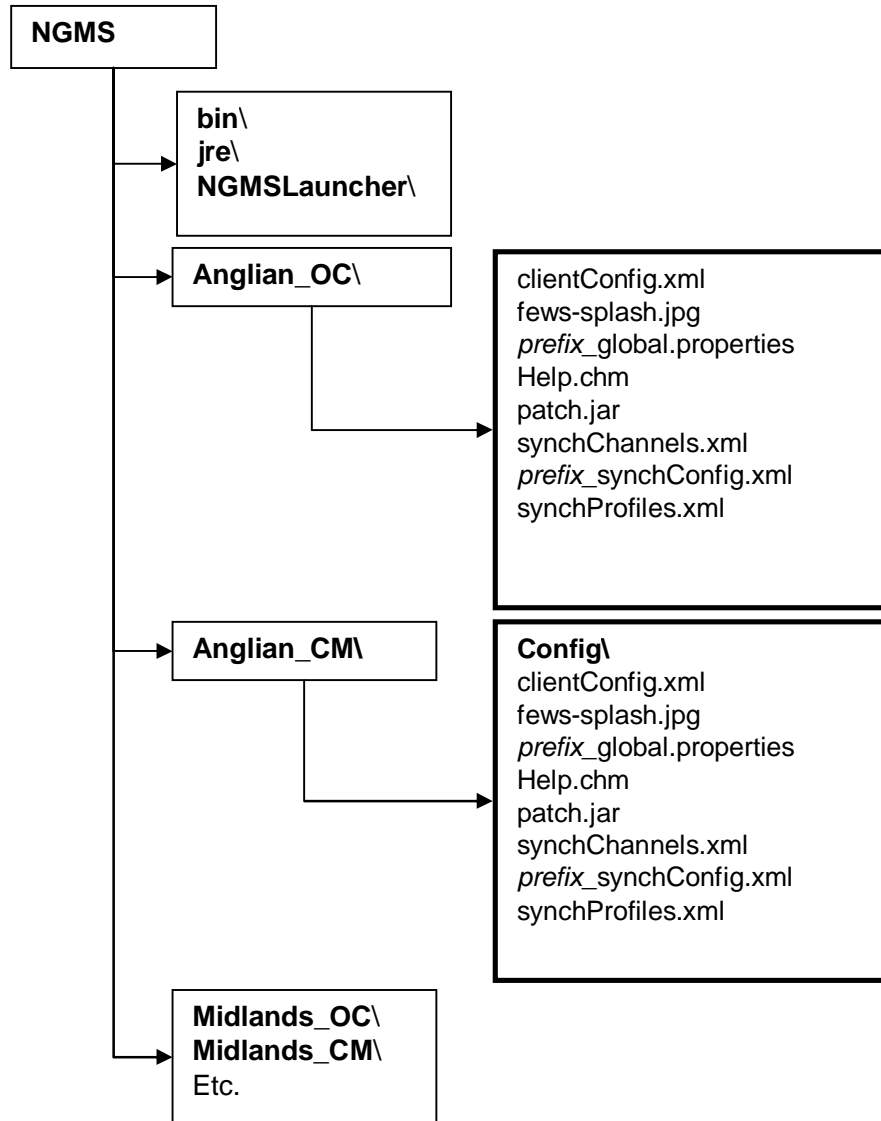 NGMS
bin\
jre\
NGMSLauncher\
Anglian_OC\
clientConfig.xml
fews-splash.jpg
prefix_global.properties
Help.chm
patch.jar
synchChannels.xml
prefix_synchConfig.xml
synchProfiles.xml
Anglian_CM\
Config\
clientConfig.xml
fews-splash.jpg
prefix_global.properties
Help.chm
patch.jar
synchChannels.xml
prefix_synchConfig.xml
synchProfiles.xml
Midlands_OC\
Midlands_CM\
Etc.